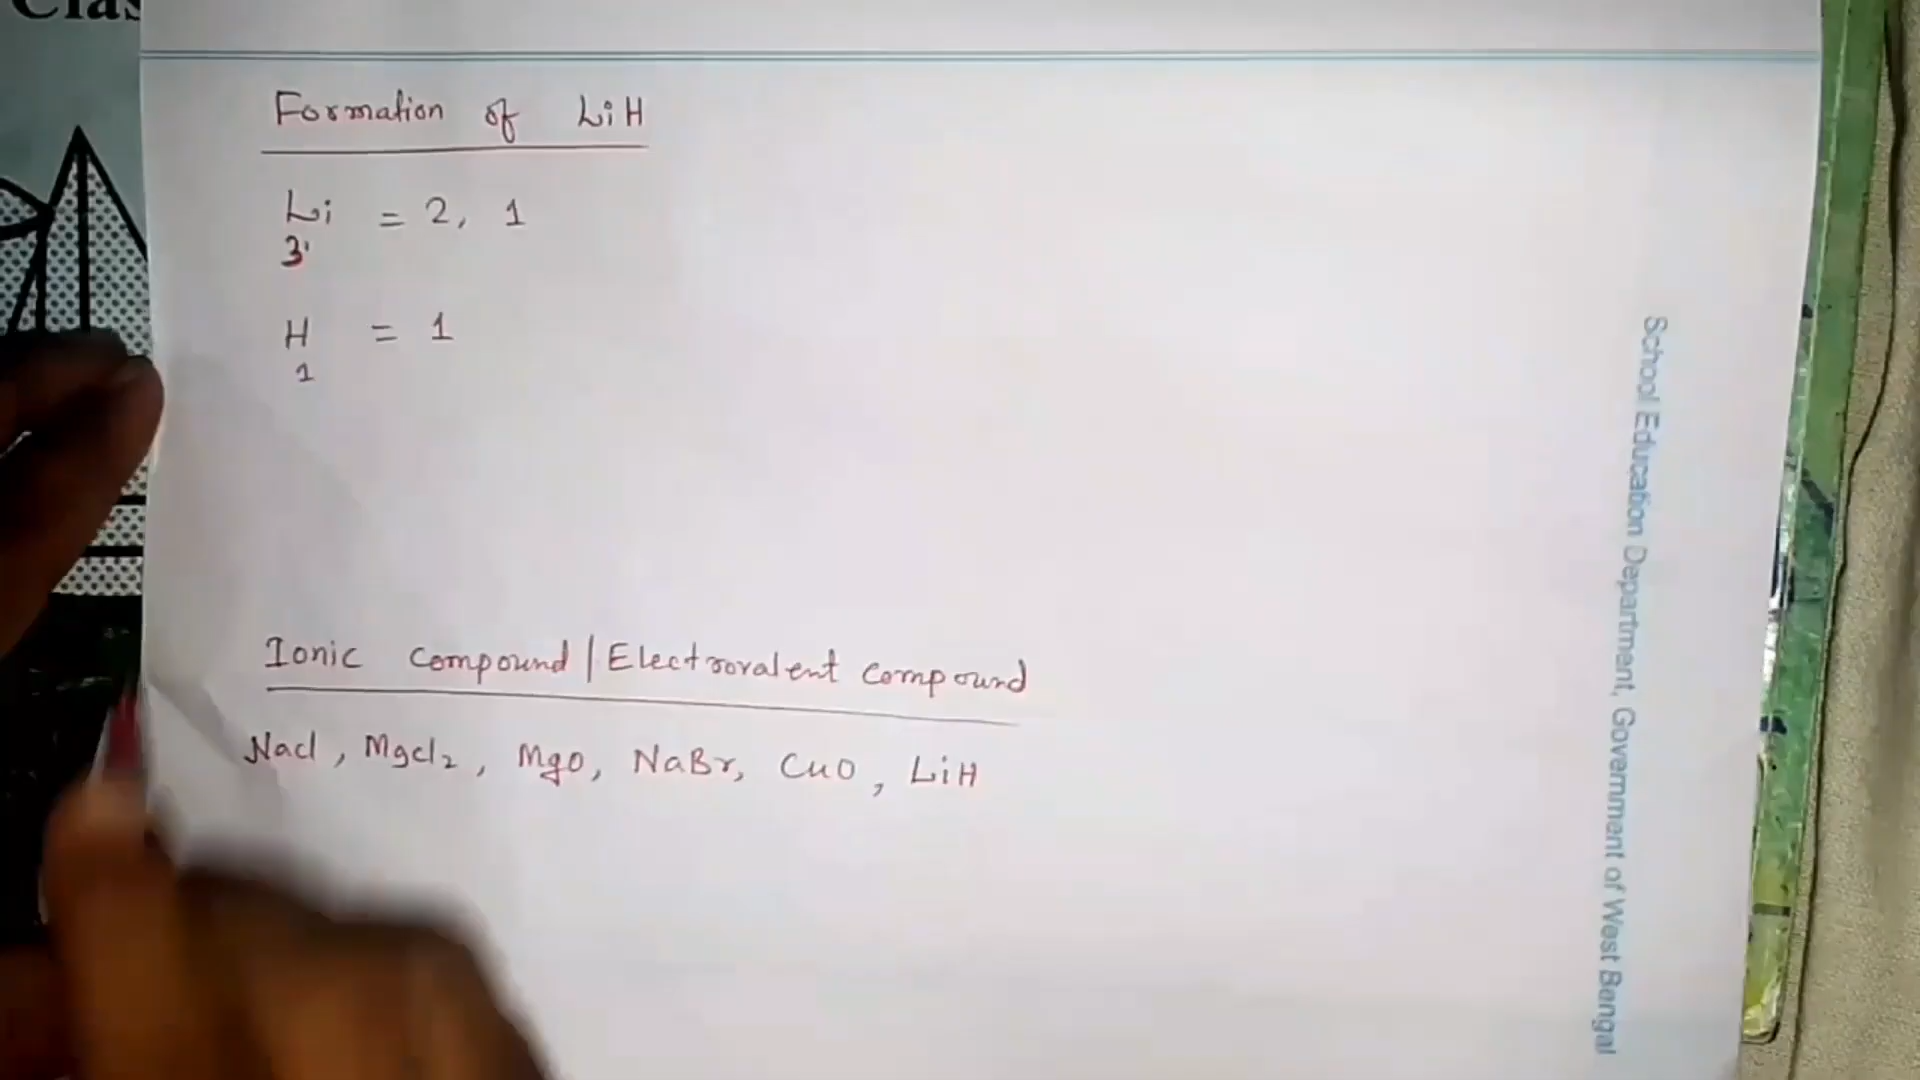 Clas
Formation of LiH
Li = 2, 1
3
H = 1
1
Ionic compound | Electrovalent compound
Nacl, Mgcl₂, MgO, NaBr, CuO, LiH
School Education Department, Government of West Bengal